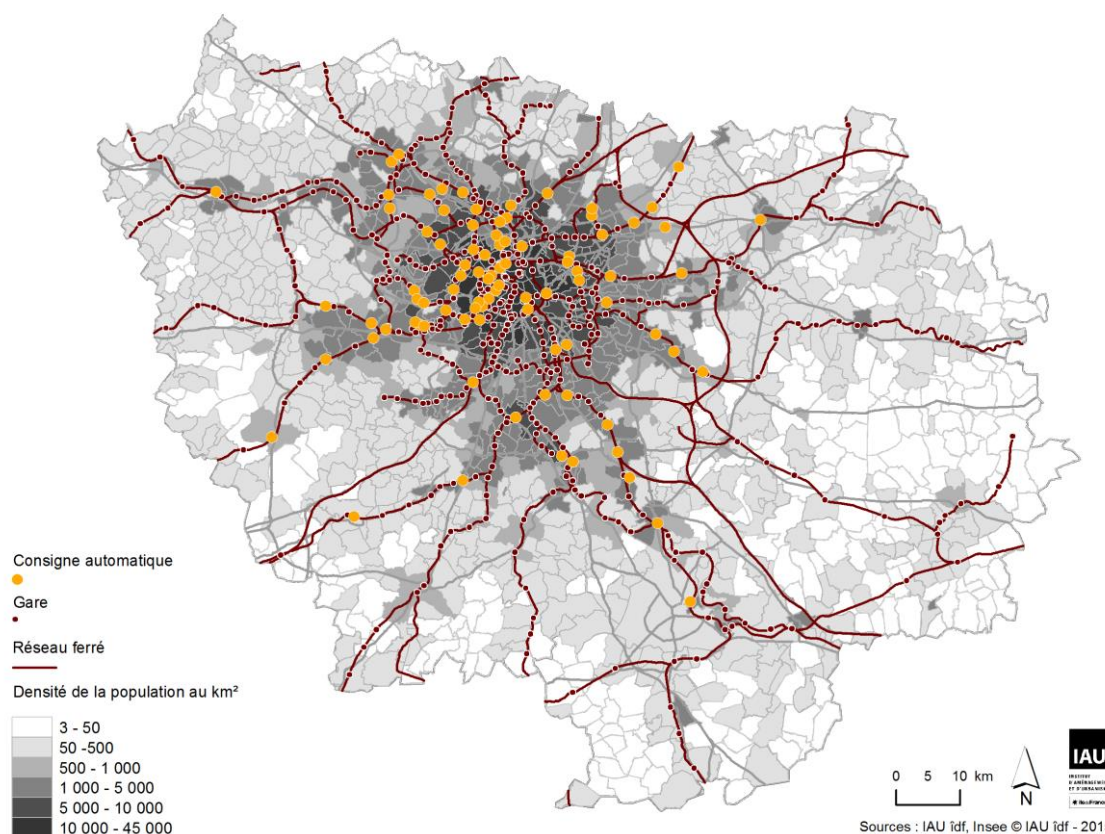 Consigne automatique
Gare
Réseau ferré
Densité de la population au km²
3 - 50
50 -500
500 - 1 000
1 000 - 5 000
5 000 - 10 000
10 000 - 45 000
0 5 10 km
N
IAU
Sources : IAU îdf, Insee © IAU îdf - 201